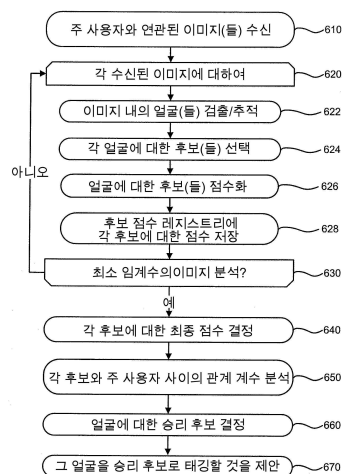 주 사용자와 연관된 이미지(들) 수신
610
각 수신된 이미지에 대하여
620
이미지 내의 얼굴(들) 검출/추적
622
각 얼굴에 대한 후보(들) 선택
624
아니오
얼굴에 대한 후보(들) 점수화
626
후보 점수 레지스트리에
각 후보에 대한 점수 저장
628
최소 임계수의이미지 분석?
630
예
각 후보에 대한 최종 점수 결정
640
각 후보와 주 사용자 사이의 관계 계수 분석
650
얼굴에 대한 승리 후보 결정
660
그 얼굴을 승리 후보로 태깅할 것을 제안
670